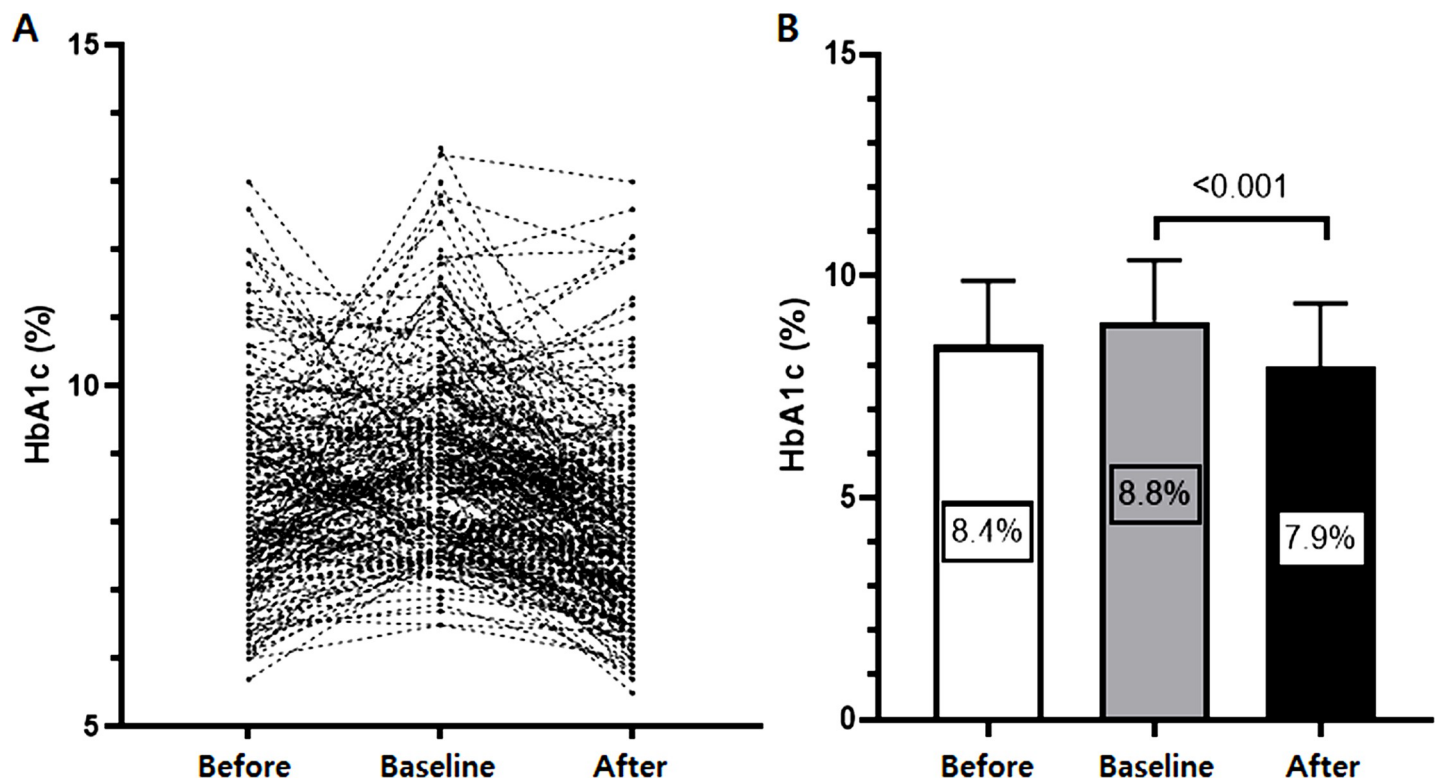 A
15
10
5
HbA1c (%)
Before Baseline After
B
15
10
5
0
HbA1c (%)
<0.001
8.4%
8.8%
7.9%
Before Baseline After